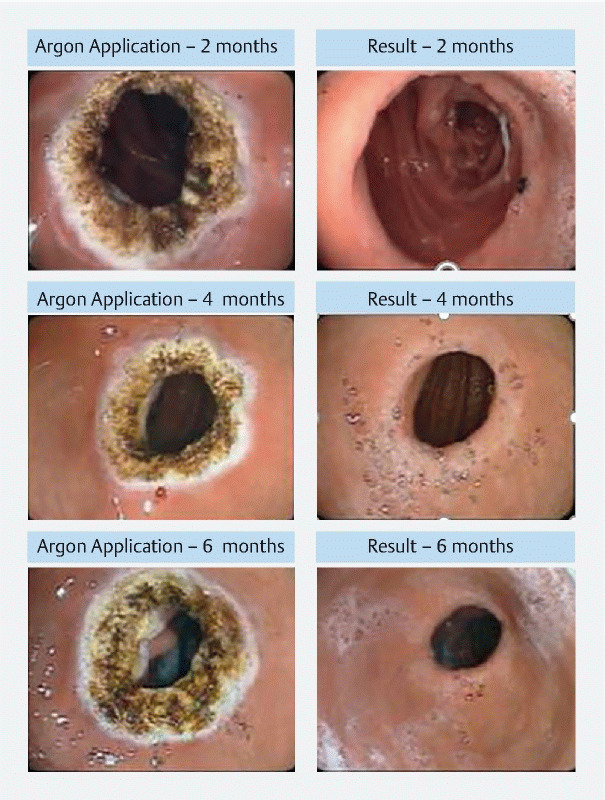 Argon Application – 2 months
Result – 2 months
Argon Application – 4 months
Result – 4 months
Argon Application – 6 months
Result – 6 months